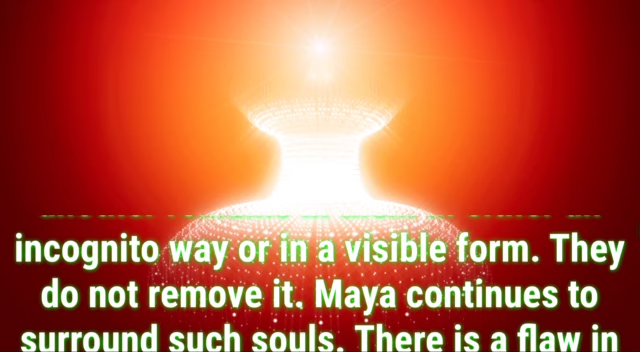 incognito way or in a visible form. They
do not remove it. Maya continues to
surround such souls. There is a flaw in